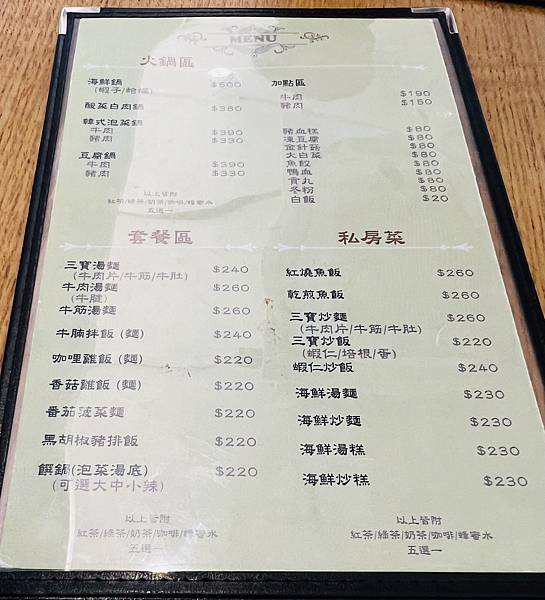 MENU
火鍋區
海鮮鍋 $600
(蝦子/蛤蠣)
酸菜白肉鍋 $380
韓式泡菜鍋
牛肉 $390
豬肉 $330
豆腐鍋
牛肉 $390
豬肉 $330
以上皆附
紅茶/綠茶/奶茶/咖啡/蜂蜜水
五選一
加點區
牛肉 $190
豬肉 $150
豬血糕 $80
凍豆腐 $80
金針菇 $80
大白菜 $80
魚餃 $80
鴨血 $80
貢丸 $80
冬粉 $80
白飯 $20
套餐區
三寶湯麵 $240
(牛肉片/牛筋/牛肚)
牛肉湯麵 $260
(牛腱)
牛筋湯麵 $260
牛腩拌飯 (麵) $240
咖哩雞飯 (麵) $220
香菇雞飯 (麵) $220
番茄菠菜麵 $220
黑胡椒豬排飯 $220
饌鍋(泡菜湯底) $220
(可選大中小辣)
私房菜
紅燒魚飯 $260
乾煎魚飯 $260
三寶炒麵 $260
(牛肉片/牛筋/牛肚)
三寶炒飯 $220
(蝦仁/培根/蛋)
蝦仁炒飯 $240
海鮮湯麵 $230
海鮮炒麵 $230
海鮮湯糕 $230
海鮮炒糕 $230
以上皆附
紅茶/綠茶/奶茶/咖啡/蜂蜜水
五選一